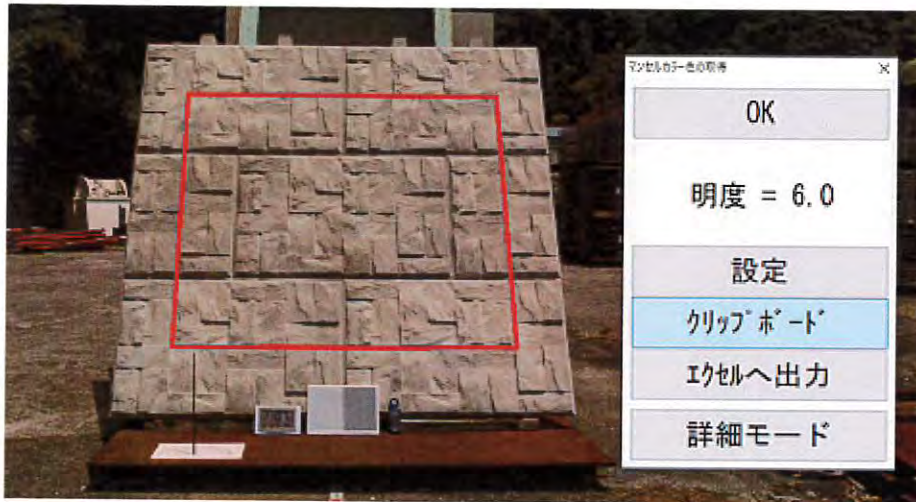 マンセルカラー色の取得
OK
明度 = 6.0
設定
クリップボード
エクセルへ出力
詳細モード